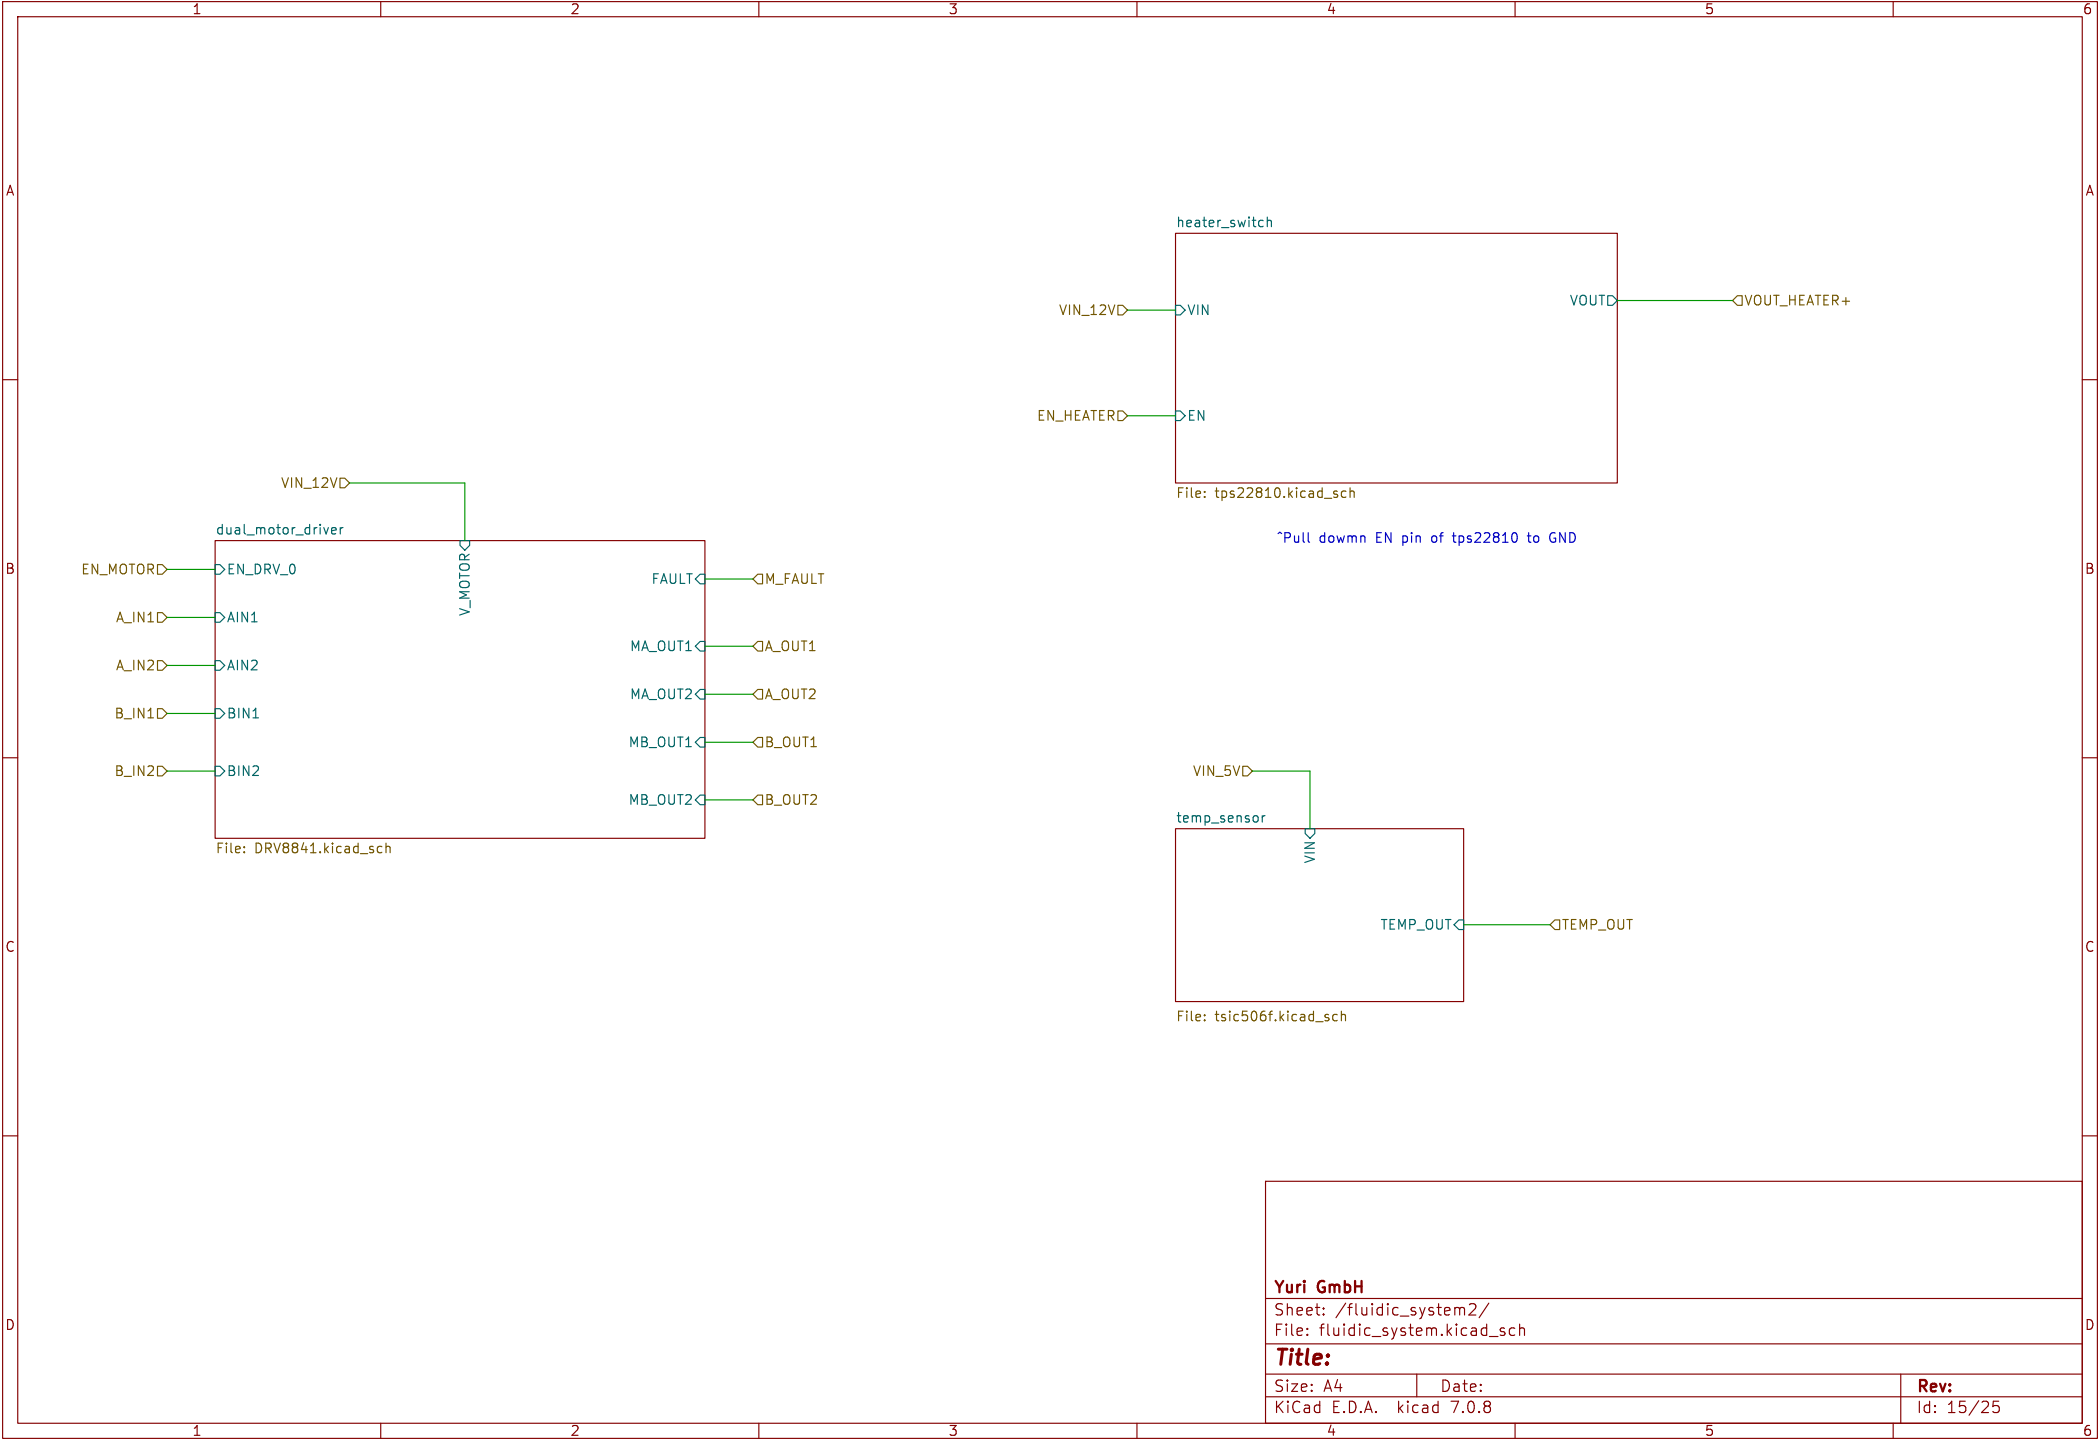 1 2 3 4 5 6
A A
B B
C C
D D
1 2 3 4 5 6
heater_switch
VIN_12V VIN
VOUT VOUT_HEATER+
EN_HEATER EN
File: tps22810.kicad_sch
^Pull dowmn EN pin of tps22810 to GND
VIN_12V
dual_motor_driver
V_MOTOR
EN_MOTOR EN_DRV_0
FAULT M_FAULT
A_IN1 AIN1
MA_OUT1 A_OUT1
A_IN2 AIN2
MA_OUT2 A_OUT2
B_IN1 BIN1
MB_OUT1 B_OUT1
B_IN2 BIN2
MB_OUT2 B_OUT2
File: DRV8841.kicad_sch
VIN_5V
temp_sensor
VIN
TEMP_OUT TEMP_OUT
File: tsic506f.kicad_sch
Yuri GmbH
Sheet: /fluidic_system2/
File: fluidic_system.kicad_sch
Title:
Size: A4 Date: Rev:
KiCad E.D.A. kicad 7.0.8 Id: 15/25